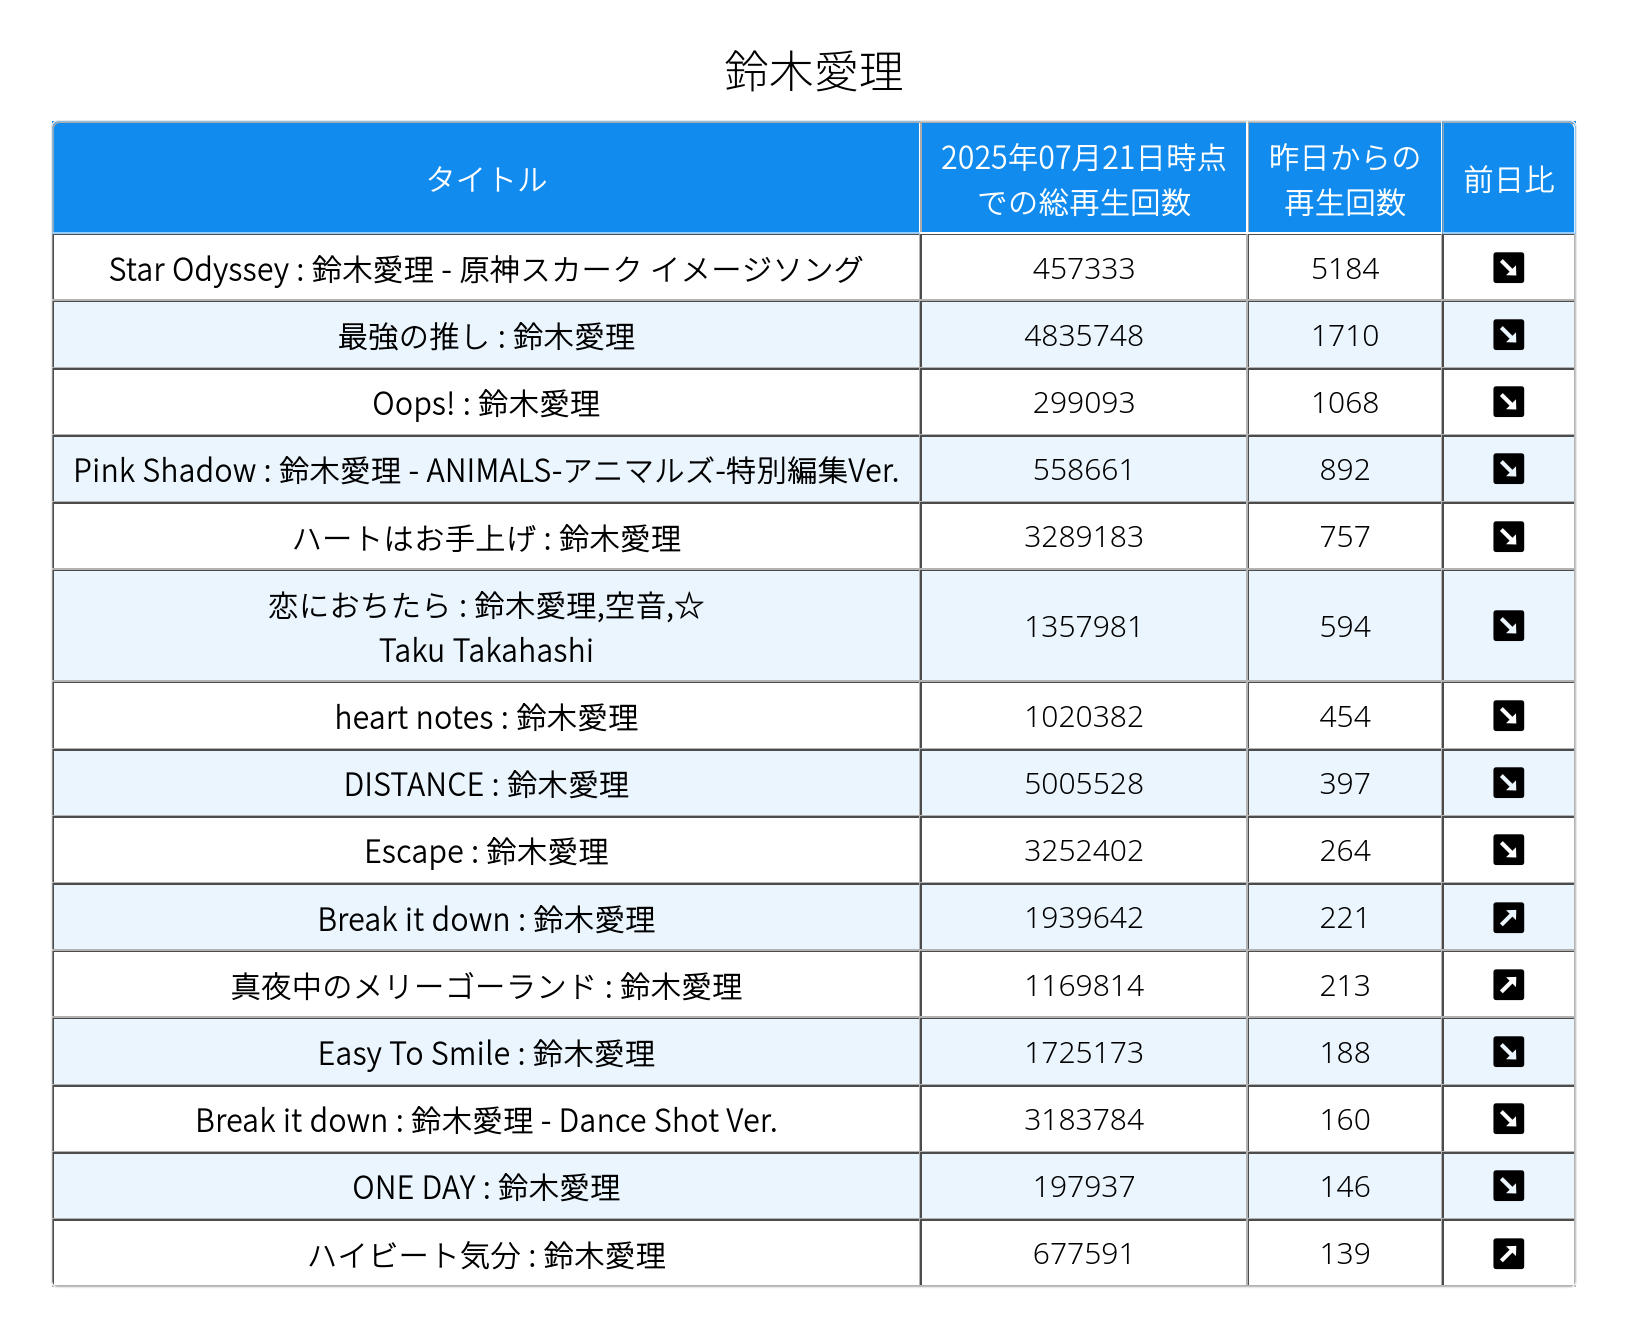 鈴木愛理
タイトル
2025年07月21日時点
での総再生回数
昨日からの
再生回数
前日比
Star Odyssey : 鈴木愛理 - 原神スカーク イメージソング 457333 5184 ↘
最強の推し : 鈴木愛理 4835748 1710 ↘
Oops! : 鈴木愛理 299093 1068 ↘
Pink Shadow : 鈴木愛理 - ANIMALS-アニマルズ-特別編集Ver. 558661 892 ↘
ハートはお手上げ : 鈴木愛理 3289183 757 ↘
恋におちたら : 鈴木愛理,空音,☆
Taku Takahashi 1357981 594 ↘
heart notes : 鈴木愛理 1020382 454 ↘
DISTANCE : 鈴木愛理 5005528 397 ↘
Escape : 鈴木愛理 3252402 264 ↘
Break it down : 鈴木愛理 1939642 221 ↗
真夜中のメリーゴーランド : 鈴木愛理 1169814 213 ↗
Easy To Smile : 鈴木愛理 1725173 188 ↘
Break it down : 鈴木愛理 - Dance Shot Ver. 3183784 160 ↘
ONE DAY : 鈴木愛理 197937 146 ↘
ハイビート気分 : 鈴木愛理 677591 139 ↗